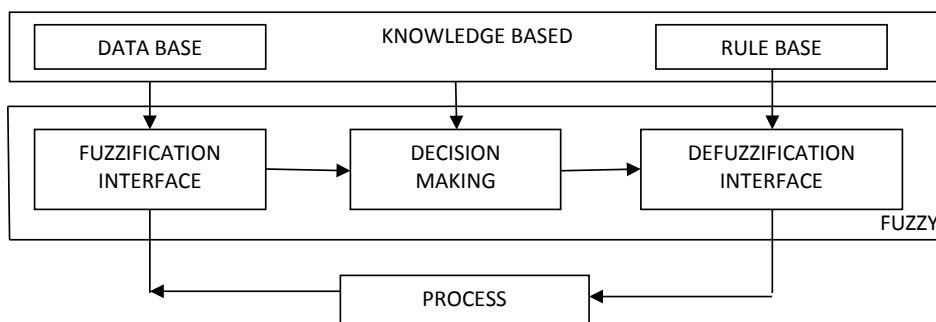 KNOWLEDGE BASED
DATA BASE
RULE BASE
FUZZIFICATION
INTERFACE
DECISION
MAKING
DEFUZZIFICATION
INTERFACE
FUZZY
PROCESS